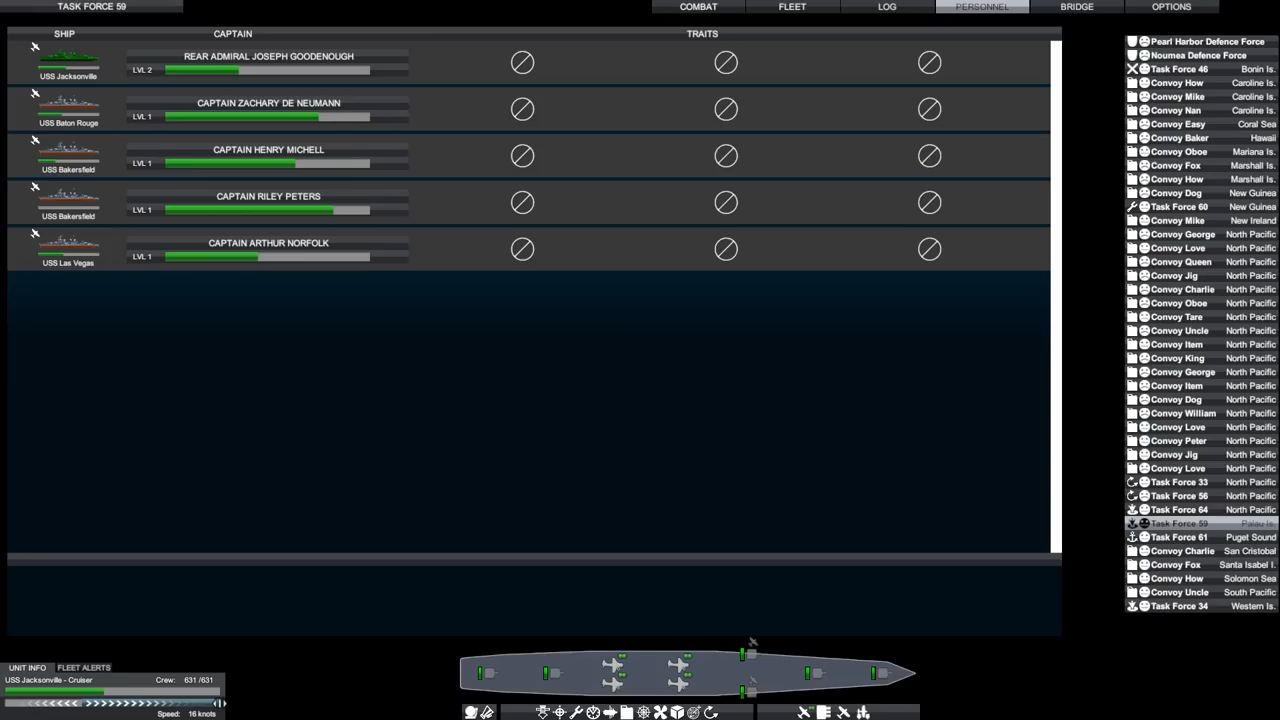 TASK FORCE 59
COMBAT FLEET LOG PERSONNEL BRIDGE OPTIONS
SHIP CAPTAIN TRAITS
USS Jacksonville
REAR ADMIRAL JOSEPH GOODENOUGH
LVL 2
USS Baton Rouge
CAPTAIN ZACHARY DE NEUMANN
LVL 1
USS Bakersfield
CAPTAIN HENRY MICHELL
LVL 1
USS Bakersfield
CAPTAIN RILEY PETERS
LVL 1
USS Las Vegas
CAPTAIN ARTHUR NORFOLK
LVL 1
Pearl Harbor Defence Force
Noumea Defence Force
Task Force 46 Bonin Is.
Convoy How Caroline Is.
Convoy Mike Caroline Is.
Convoy Nan Caroline Is.
Convoy Easy Coral Sea
Convoy Baker Hawaii
Convoy Oboe Mariana Is.
Convoy Fox Marshall Is.
Convoy How Marshall Is.
Convoy Dog New Guinea
Task Force 60 New Guinea
Convoy Mike New Ireland
Convoy George North Pacific
Convoy Love North Pacific
Convoy Queen North Pacific
Convoy Jig North Pacific
Convoy Charlie North Pacific
Convoy Oboe North Pacific
Convoy Tare North Pacific
Convoy Uncle North Pacific
Convoy Item North Pacific
Convoy King North Pacific
Convoy George North Pacific
Convoy Item North Pacific
Convoy Dog North Pacific
Convoy William North Pacific
Convoy Love North Pacific
Convoy Peter North Pacific
Convoy Jig North Pacific
Convoy Love North Pacific
Task Force 33 North Pacific
Task Force 56 North Pacific
Task Force 64 North Pacific
Task Force 59 Palau Is.
Task Force 61 Puget Sound
Convoy Charlie San Cristobal
Convoy Fox Santa Isabel I.
Convoy How Solomon Sea
Convoy Uncle South Pacific
Task Force 34 Western Is.
UNIT INFO FLEET ALERTS
USS Jacksonville - Cruiser Crew: 631 /631
Speed: 16 knots